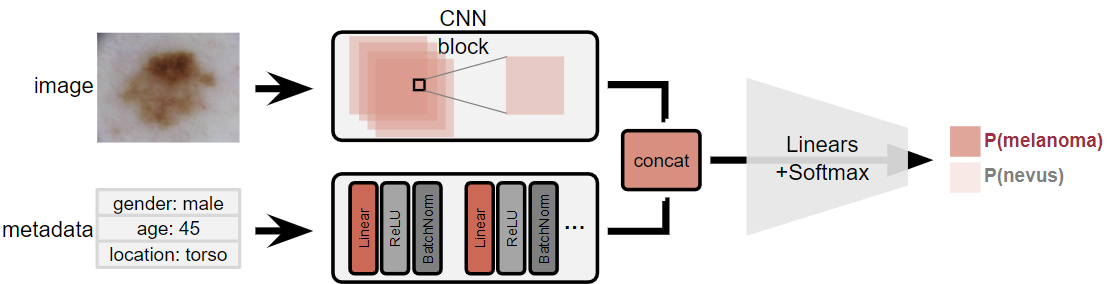 CNN
block
image
concat
Linears
+Softmax
P(melanoma)
P(nevus)
metadata
gender: male
age: 45
location: torso
Linear
ReLU
BatchNorm
Linear
ReLU
BatchNorm
...